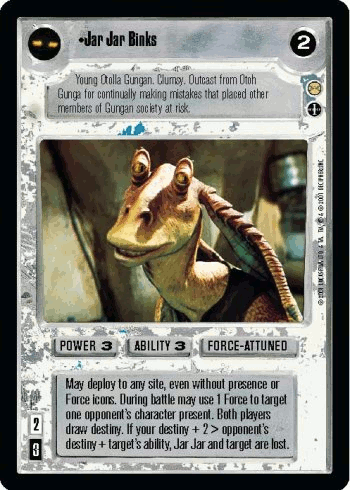 •Jar Jar Binks
2
Young Otolla Gungan. Clumsy. Outcast from Otoh
Gunga for continually making mistakes that placed other
members of Gungan society at risk.
POWER 3 ABILITY 3 FORCE-ATTUNED
May deploy to any site, even without presence or
Force icons. During battle may use 1 Force to target
one opponent's character present. Both players
draw destiny. If your destiny + 2 > opponent's
destiny + target's ability, Jar Jar and target are lost.
2
3